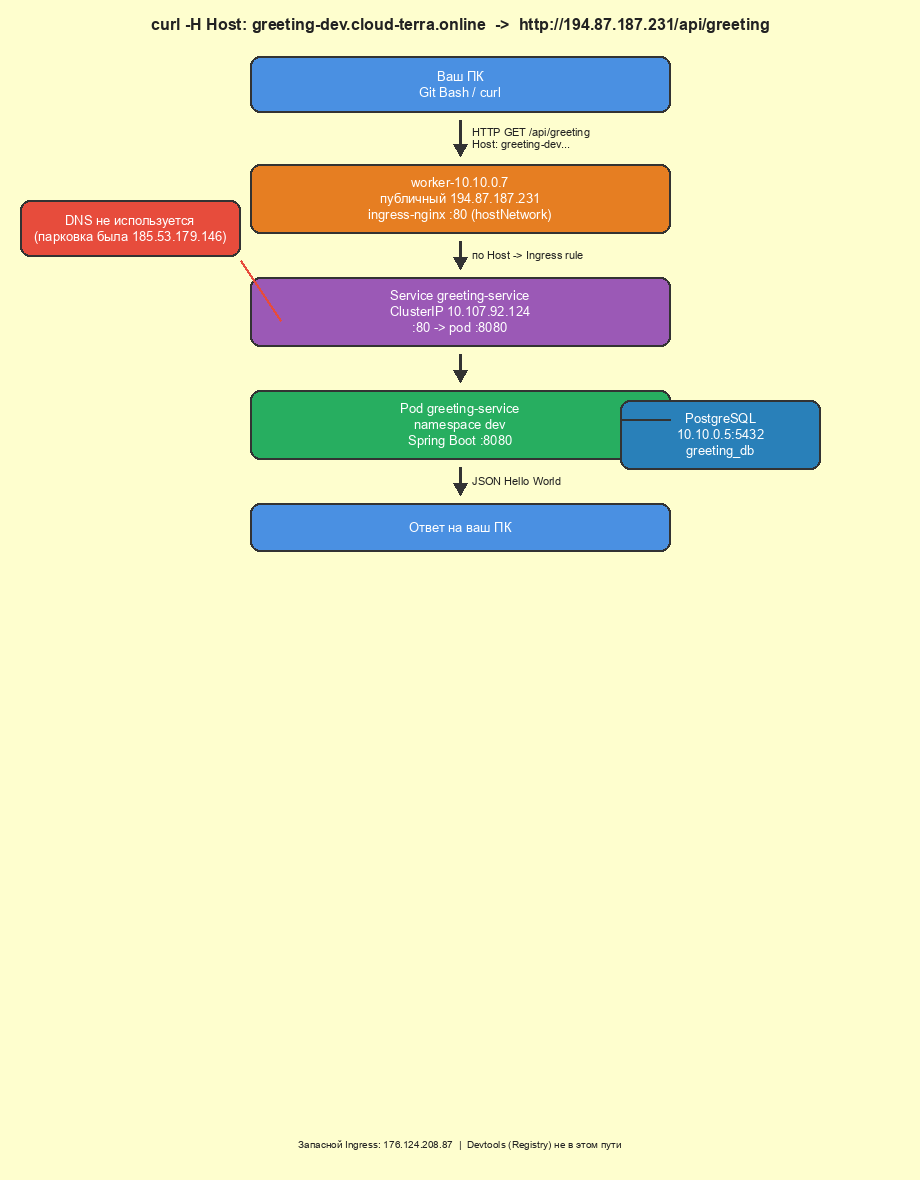 curl -H Host: greeting-dev.cloud-terra.online -> http://194.87.187.231/api/greeting
Ваш ПК
Git Bash / curl
HTTP GET /api/greeting
Host: greeting-dev...
worker-10.10.0.7
публичный 194.87.187.231
ingress-nginx :80 (hostNetwork)
DNS не используется
(парковка была 185.53.179.146)
no Host -> Ingress rule
Service greeting-service
ClusterIP 10.107.92.124
:80 -> pod :8080
Pod greeting-service
namespace dev
Spring Boot :8080
PostgreSQL
10.10.0.5:5432
greeting_db
JSON Hello World
Ответ на ваш ПК
Запасной Ingress: 176.124.208.87 | Devtools (Registry) не в этом пути